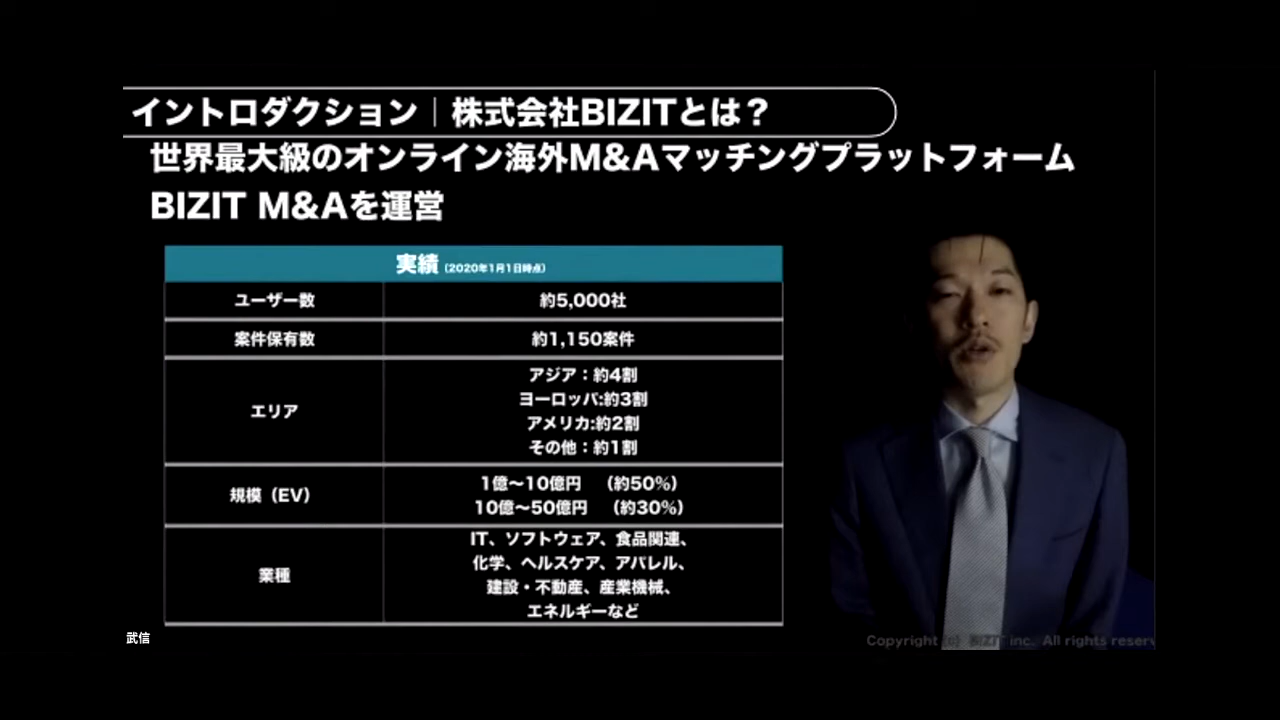 イントロダクション｜株式会社BIZITとは？
世界最大級のオンライン海外M&Aマッチングプラットフォーム
BIZIT M&Aを運営
実績（2020年1月1日時点）
ユーザー数 約5,000社
案件保有数 約1,150案件
エリア
アジア：約4割
ヨーロッパ:約3割
アメリカ:約2割
その他：約1割
規模（EV）
1億〜10億円 （約50%）
10億〜50億円 （約30%）
業種
IT、ソフトウェア、食品関連、
化学、ヘルスケア、アパレル、
建設・不動産、産業機械、
エネルギーなど
武信
Copyright (c) BIZIT inc. All rights reserv